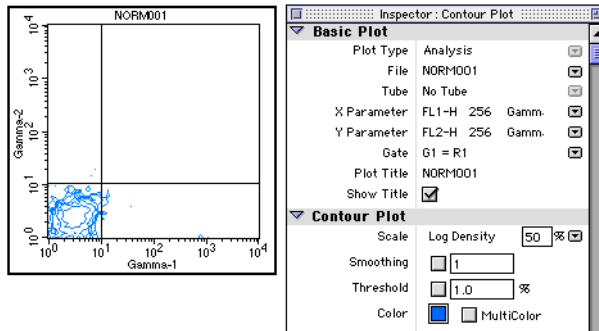 NORM001
10^4
10^3
10^2
10^1
10^0
Gamma-2
10^0 10^1 10^2 10^3 10^4
Gamma-1
Inspector: Contour Plot
Basic Plot
Plot Type Analysis
File NORM001
Tube No Tube
X Parameter FL1-H 256 Gamm.
Y Parameter FL2-H 256 Gamm.
Gate G1 = R1
Plot Title NORM001
Show Title
Contour Plot
Scale Log Density 50 %
Smoothing 1
Threshold 1.0 %
Color MultiColor